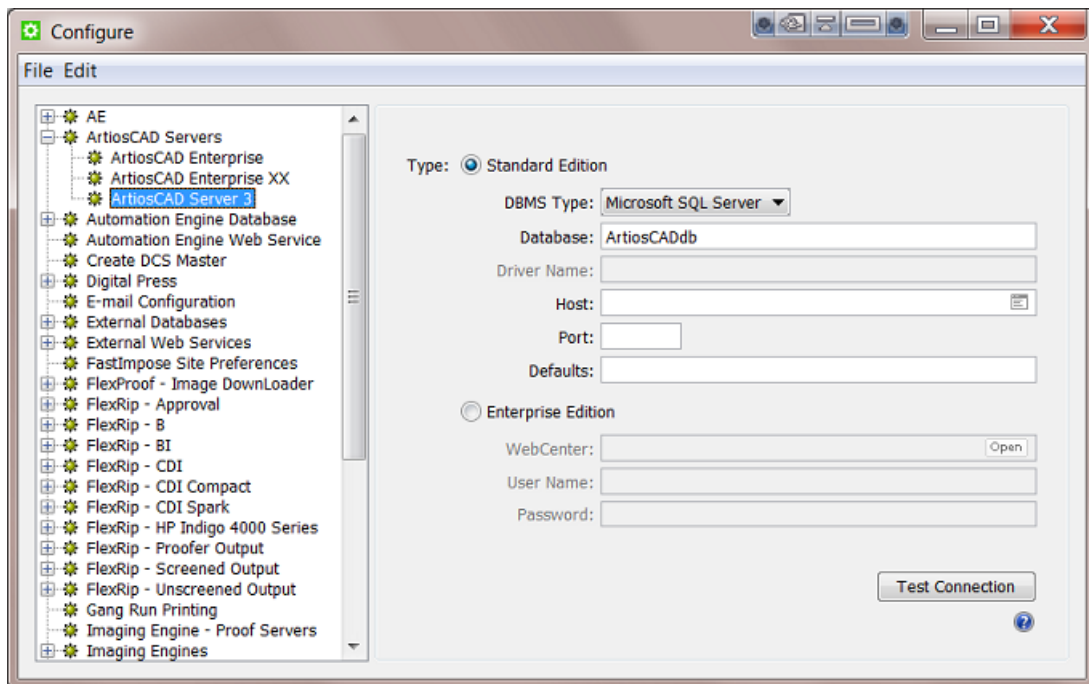 Configure
File Edit
AE
ArtiosCAD Servers
ArtiosCAD Enterprise
ArtiosCAD Enterprise XX
ArtiosCAD Server 3
Automation Engine Database
Automation Engine Web Service
Create DCS Master
Digital Press
E-mail Configuration
External Databases
External Web Services
FastImpose Site Preferences
FlexProof - Image DownLoader
FlexRip - Approval
FlexRip - B
FlexRip - BI
FlexRip - CDI
FlexRip - CDI Compact
FlexRip - CDI Spark
FlexRip - HP Indigo 4000 Series
FlexRip - Proofer Output
FlexRip - Screened Output
FlexRip - Unscreened Output
Gang Run Printing
Imaging Engine - Proof Servers
Imaging Engines
Type: Standard Edition
DBMS Type: Microsoft SQL Server
Database: ArtiosCADdb
Driver Name:
Host:
Port:
Defaults:
Enterprise Edition
WebCenter: Open
User Name:
Password:
Test Connection
?